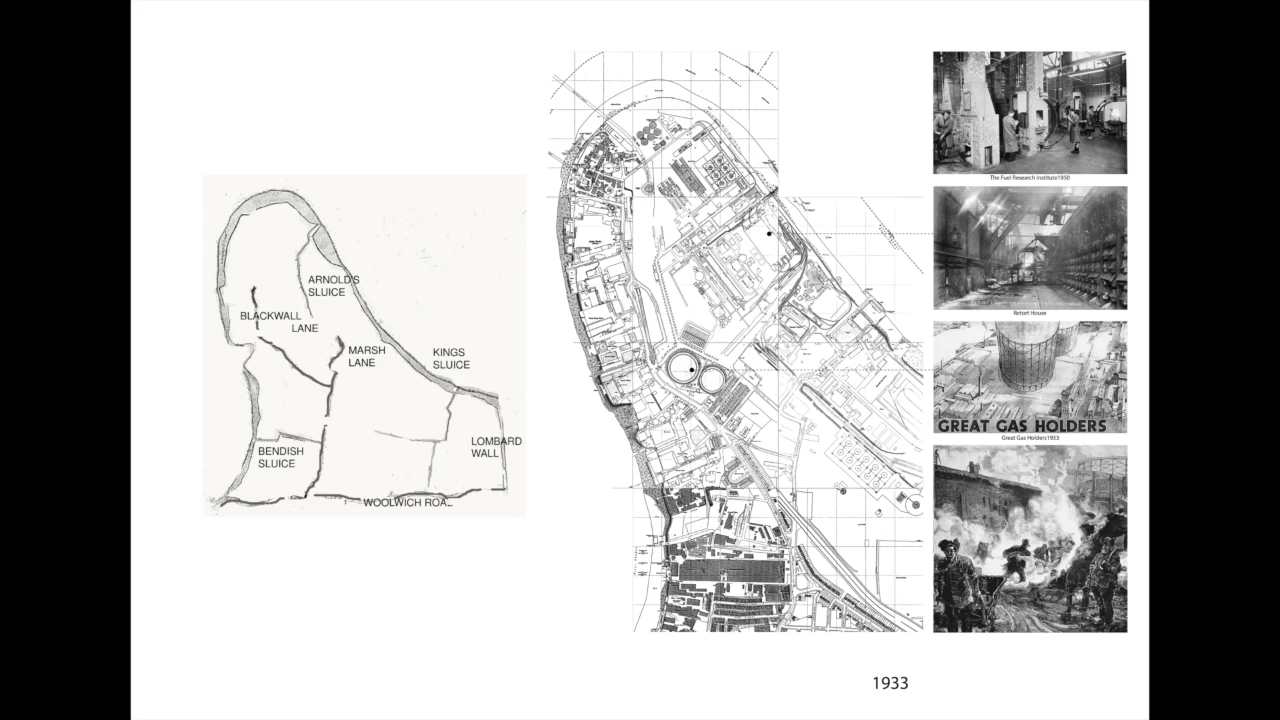 ARNOLD'S
SLUICE
BLACKWALL
LANE
MARSH
LANE
KINGS
SLUICE
LOMBARD
WALL
BENDISH
SLUICE
WOOLWICH ROAD
The Fuel Research Institute1950
Retort House
GREAT GAS HOLDERS
Great Gas Holders1933
1933